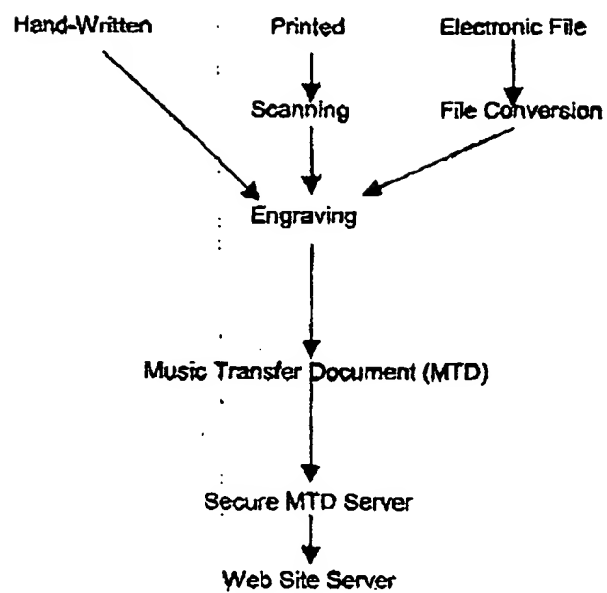 Hand-Written Printed Electronic File
Scanning File Conversion
Engraving
Music Transfer Document (MTD)
Secure MTD Server
Web Site Server